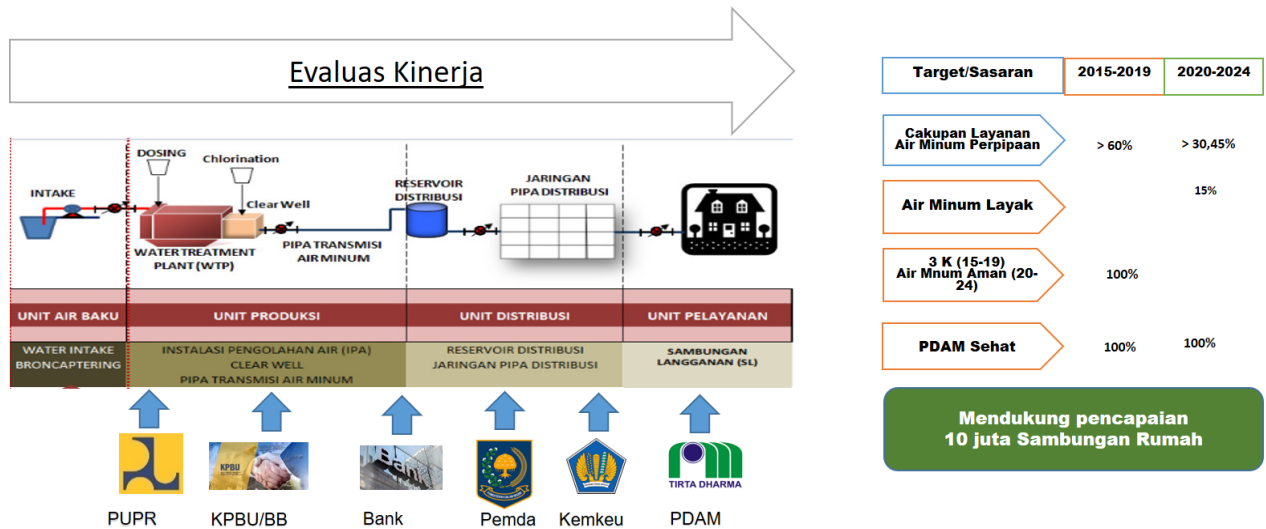 Evaluas Kinerja
DOSING
Chlorination
INTAKE
Clear Well
WATER TREATMENT
PLANT (WTP)
PIPA TRANSMISI
AIR MINUM
RESERVOIR
DISTRIBUSI
JARINGAN
PIPA DISTRIBUSI
UNIT AIR BAKU
UNIT PRODUKSI
UNIT DISTRIBUSI
UNIT PELAYANAN
WATER INTAKE
BRONCAPTERING
INSTALASI PENGOLAHAN AIR (IPA)
CLEAR WELL
PIPA TRANSMISI AIR MINUM
RESERVOIR DISTRIBUSI
JARINGAN PIPA DISTRIBUSI
SAMBUNGAN
LANGGANAN (SL)
KPBU
Bank
TIRTA DHARMA
PUPR
KPBU/BB
Bank
Pemda
Kemkeu
PDAM
Target/Sasaran 2015-2019 2020-2024
Cakupan Layanan
Air Minum Perpipaan
> 60% > 30,45%
Air Minum Layak
15%
3 K (15-19)
Air Mnum Aman (20-
24)
100%
PDAM Sehat 100% 100%
Mendukung pencapaian
10 juta Sambungan Rumah